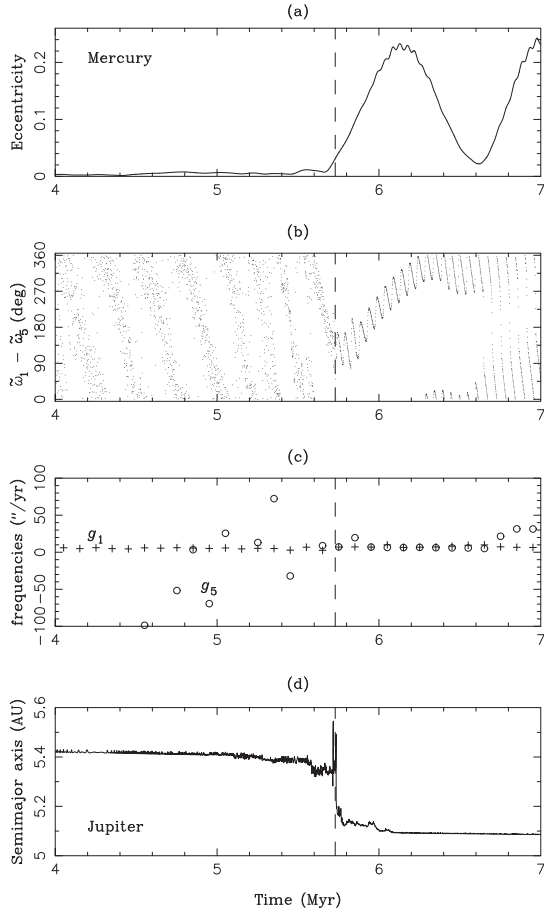 (a)
Eccentricity
0.2
0.1
0
Mercury
4 5 6 7
(b)
ω̃₁ − ω̃₅ (deg)
360
270
180
90
0
4 5 6 7
(c)
frequencies ("/yr)
100
50
0
−50
−100
g₁
g₅
4 5 6 7
(d)
Semimajor axis (AU)
5.6
5.4
5.2
5
Jupiter
4 5 6 7
Time (Myr)